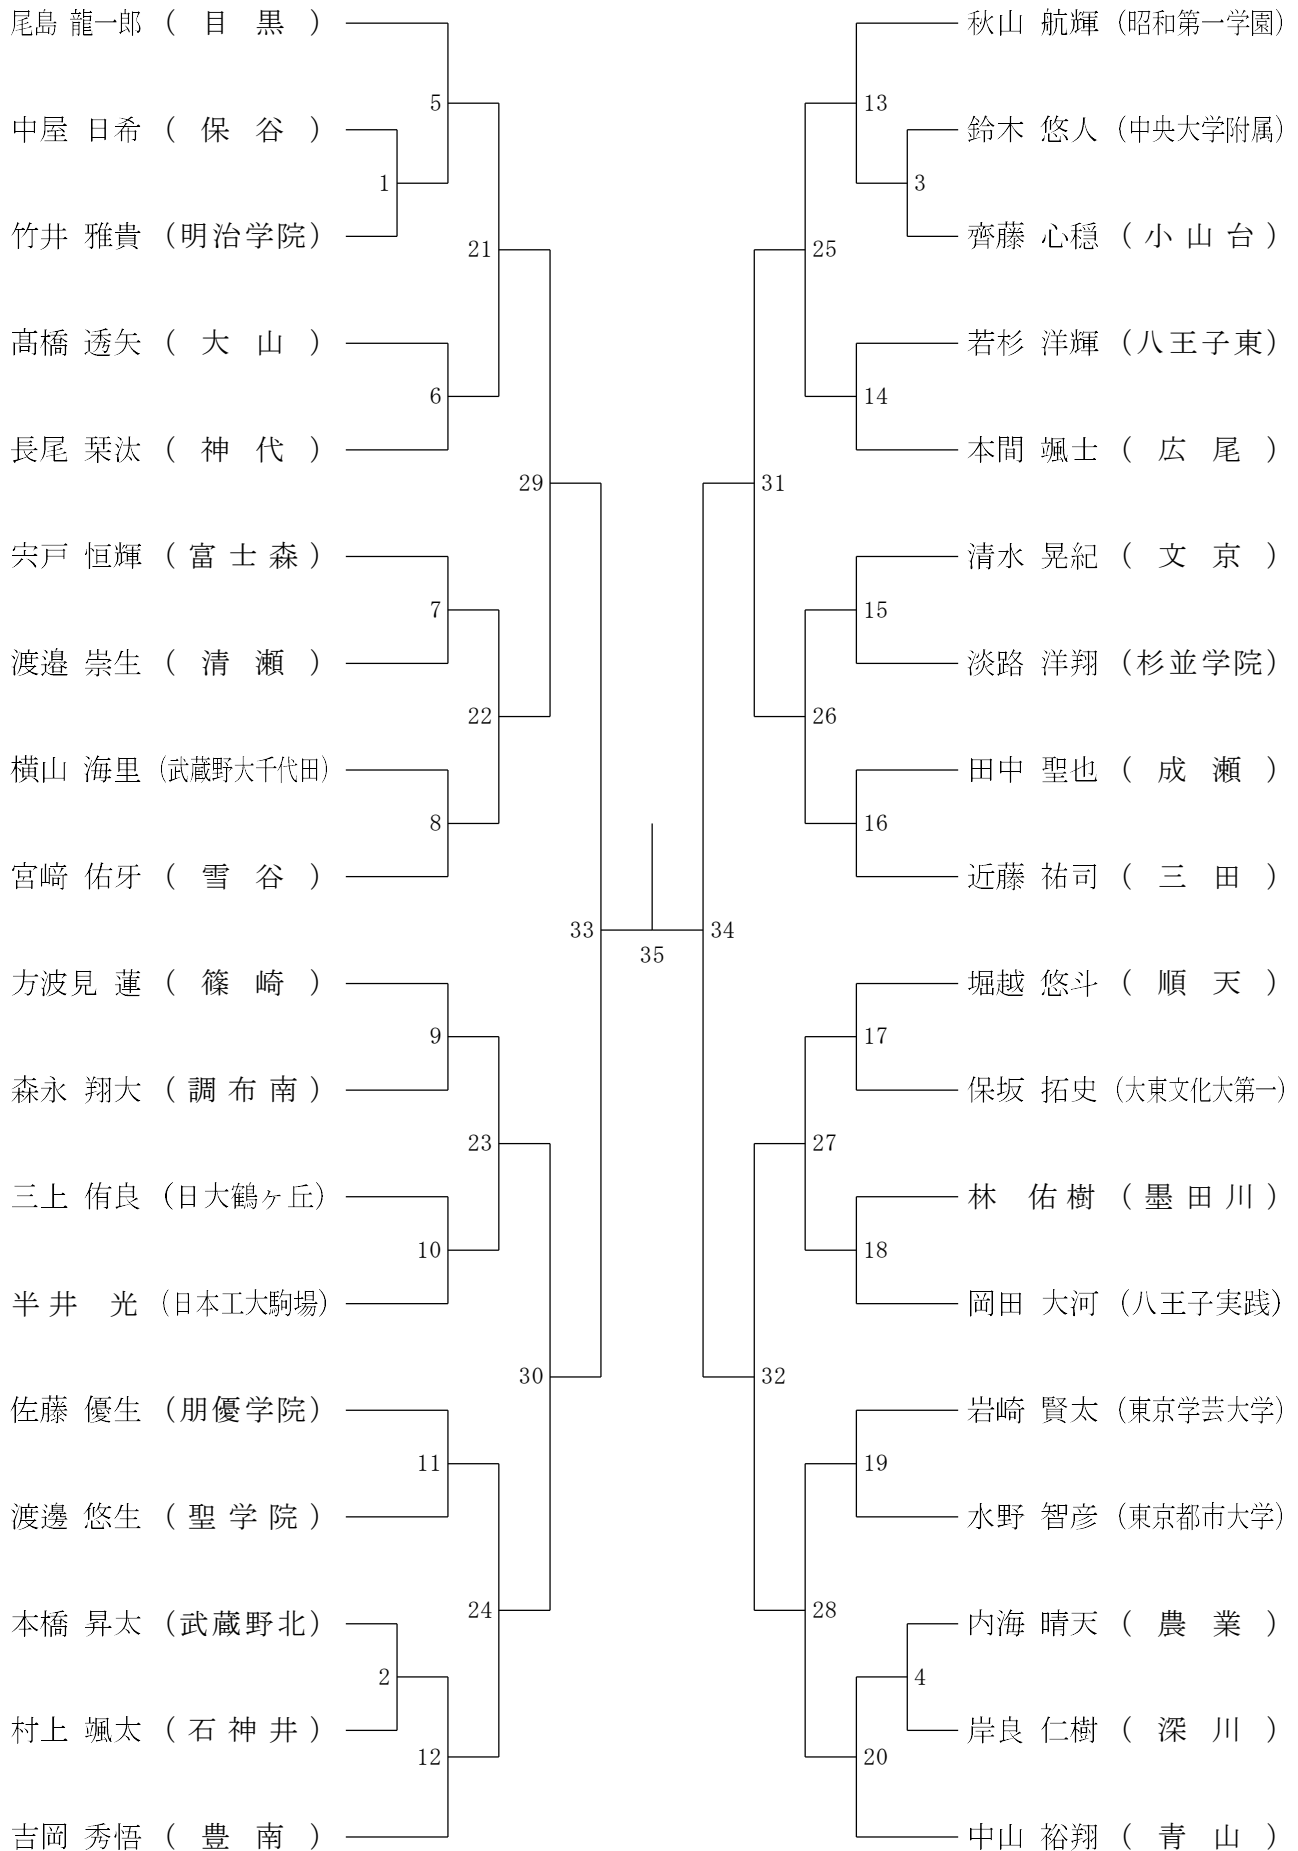 尾島 龍一郎 ( 目 黒 )
5
中屋 日希 ( 保 谷 )
1
竹井 雅貴 (明治学院)
21
髙橋 透矢 ( 大 山 )
6
長尾 栞汰 ( 神 代 )
29
宍戸 恒輝 ( 富 士 森 )
7
渡邉 崇生 ( 清 瀬 )
22
横山 海里 (武蔵野大千代田)
8
宮﨑 佑牙 ( 雪 谷 )
33
方波見 蓮 ( 篠 崎 )
9
森永 翔大 ( 調 布 南 )
23
三上 侑良 (日大鶴ヶ丘)
10
半井 光 (日本工大駒場)
30
佐藤 優生 (朋優学院)
11
渡邊 悠生 ( 聖 学 院 )
24
本橋 昇太 (武蔵野北)
2
村上 颯太 ( 石 神 井 )
12
吉岡 秀悟 ( 豊 南 )
35
秋山 航輝 (昭和第一学園)
13
鈴木 悠人 (中央大学附属)
3
齊藤 心穏 ( 小 山 台 )
25
若杉 洋輝 (八王子東)
14
本間 颯士 ( 広 尾 )
31
清水 晃紀 ( 文 京 )
15
淡路 洋翔 (杉並学院)
26
田中 聖也 ( 成 瀬 )
16
近藤 祐司 ( 三 田 )
34
堀越 悠斗 ( 順 天 )
17
保坂 拓史 (大東文化大第一)
27
林 佑樹 ( 墨 田 川 )
18
岡田 大河 (八王子実践)
32
岩崎 賢太 (東京学芸大学)
19
水野 智彦 (東京都市大学)
28
内海 晴天 ( 農 業 )
4
岸良 仁樹 ( 深 川 )
20
中山 裕翔 ( 青 山 )